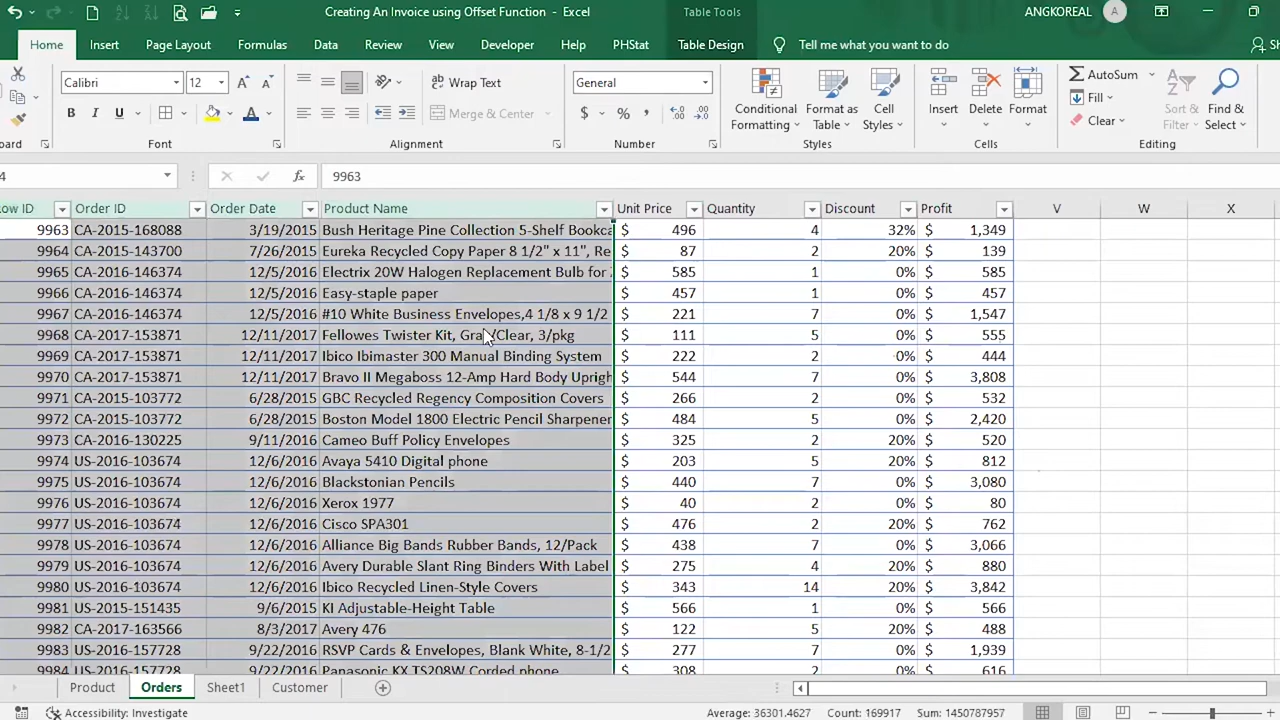 Creating An Invoice using Offset Function - Excel
Table Tools
ANGKOREAL A
Home Insert Page Layout Formulas Data Review View Developer Help PHStat Table Design Tell me what you want to do Sh
Calibri 12 Wrap Text General AutoSum
Fill
B I U Merge & Center $ % Conditional Formatting Format as Table Cell Styles Insert Delete Format Clear Sort & Filter Find & Select
oard Font Alignment Number Styles Cells Editing
4 fx 9963
ow ID Order ID Order Date Product Name Unit Price Quantity Discount Profit V W X
9963 CA-2015-168088 3/19/2015 Bush Heritage Pine Collection 5-Shelf Bookca $ 496 4 32% $ 1,349
9964 CA-2015-143700 7/26/2015 Eureka Recycled Copy Paper 8 1/2" x 11", Re $ 87 2 20% $ 139
9965 CA-2016-146374 12/5/2016 Electrix 20W Halogen Replacement Bulb for $ 585 1 0% $ 585
9966 CA-2016-146374 12/5/2016 Easy-staple paper $ 457 1 0% $ 457
9967 CA-2016-146374 12/5/2016 #10 White Business Envelopes,4 1/8 x 9 1/2 $ 221 7 0% $ 1,547
9968 CA-2017-153871 12/11/2017 Fellowes Twister Kit, Gray/Clear, 3/pkg $ 111 5 0% $ 555
9969 CA-2017-153871 12/11/2017 Ibico Ibimaster 300 Manual Binding System $ 222 2 0% $ 444
9970 CA-2017-153871 12/11/2017 Bravo II Megaboss 12-Amp Hard Body Uprigh $ 544 7 0% $ 3,808
9971 CA-2015-103772 6/28/2015 GBC Recycled Regency Composition Covers $ 266 2 0% $ 532
9972 CA-2015-103772 6/28/2015 Boston Model 1800 Electric Pencil Sharpener $ 484 5 0% $ 2,420
9973 CA-2016-130225 9/11/2016 Cameo Buff Policy Envelopes $ 325 2 20% $ 520
9974 US-2016-103674 12/6/2016 Avaya 5410 Digital phone $ 203 5 20% $ 812
9975 US-2016-103674 12/6/2016 Blackstonian Pencils $ 440 7 0% $ 3,080
9976 US-2016-103674 12/6/2016 Xerox 1977 $ 40 2 0% $ 80
9977 US-2016-103674 12/6/2016 Cisco SPA301 $ 476 2 20% $ 762
9978 US-2016-103674 12/6/2016 Alliance Big Bands Rubber Bands, 12/Pack $ 438 7 0% $ 3,066
9979 US-2016-103674 12/6/2016 Avery Durable Slant Ring Binders With Label $ 275 4 20% $ 880
9980 US-2016-103674 12/6/2016 Ibico Recycled Linen-Style Covers $ 343 14 20% $ 3,842
9981 US-2015-151435 9/6/2015 KI Adjustable-Height Table $ 566 1 0% $ 566
9982 CA-2017-163566 8/3/2017 Avery 476 $ 122 5 20% $ 488
9983 US-2016-157728 9/22/2016 RSVP Cards & Envelopes, Blank White, 8-1/2 $ 277 7 0% $ 1,939
9984 US-2016-157728 9/22/2016 Panasonic KX TS208W Corded phone $ 308 2 0% $ 616
Product Orders Sheet1 Customer
Accessibility: Investigate Average: 36301.4627 Count: 169917 Sum: 1450787957